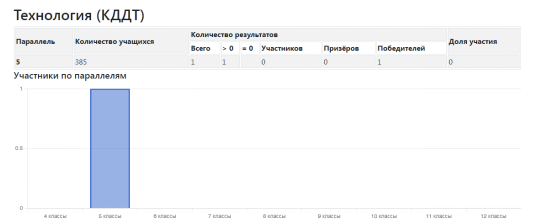 Технология (КДДТ)
Параллель Количество учащихся Количество результатов Доля участия
Всего > 0 = 0 Участников Призёров Победителей
5 385 1 1 0 0 1 0
Участники по параллелям
1
0.5
0
4 классы 5 классы 6 классы 7 классы 8 классы 9 классы 10 классы 11 классы 12 классы